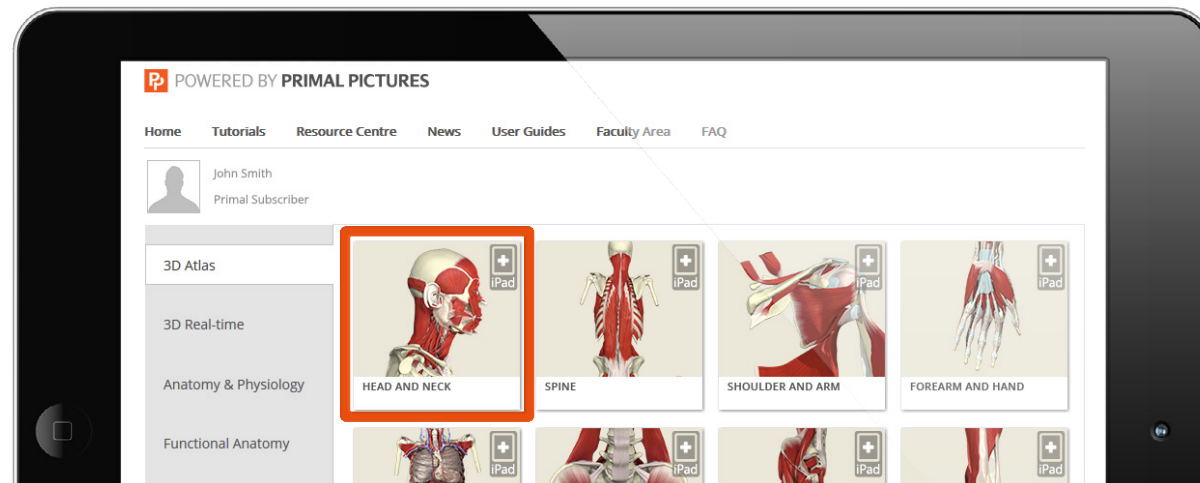 Pp POWERED BY PRIMAL PICTURES
Home Tutorials Resource Centre News User Guides Faculty Area FAQ
John Smith
Primal Subscriber
3D Atlas
3D Real-time
Anatomy & Physiology
Functional Anatomy
iPad iPad iPad iPad
HEAD AND NECK SPINE SHOULDER AND ARM FOREARM AND HAND
iPad iPad iPad iPad